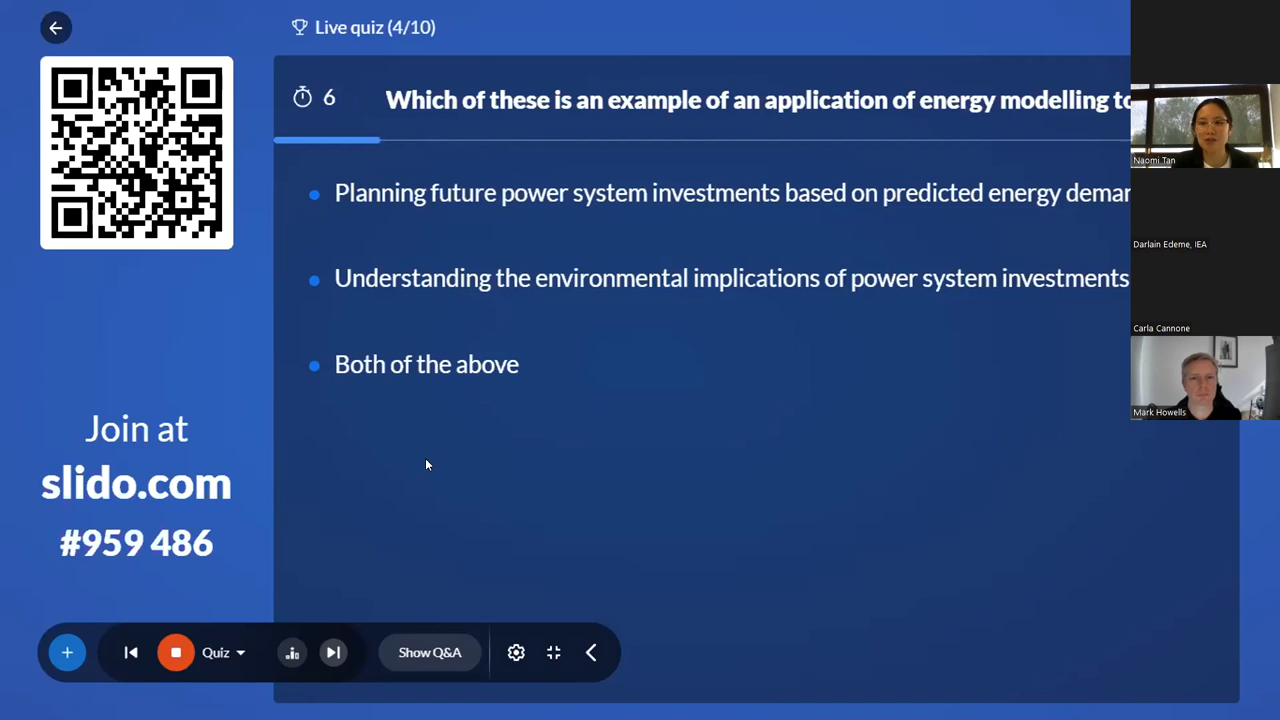 Live quiz (4/10)
6
Which of these is an example of an application of energy modelling to
Planning future power system investments based on predicted energy
Understanding the environmental implications of power system investments
Both of the above
Join at
slido.com
#959 486
Quiz
Show Q&A
Naomi Tan
Darlain Edeme, IEA
Carla Cannone
Mark Howells